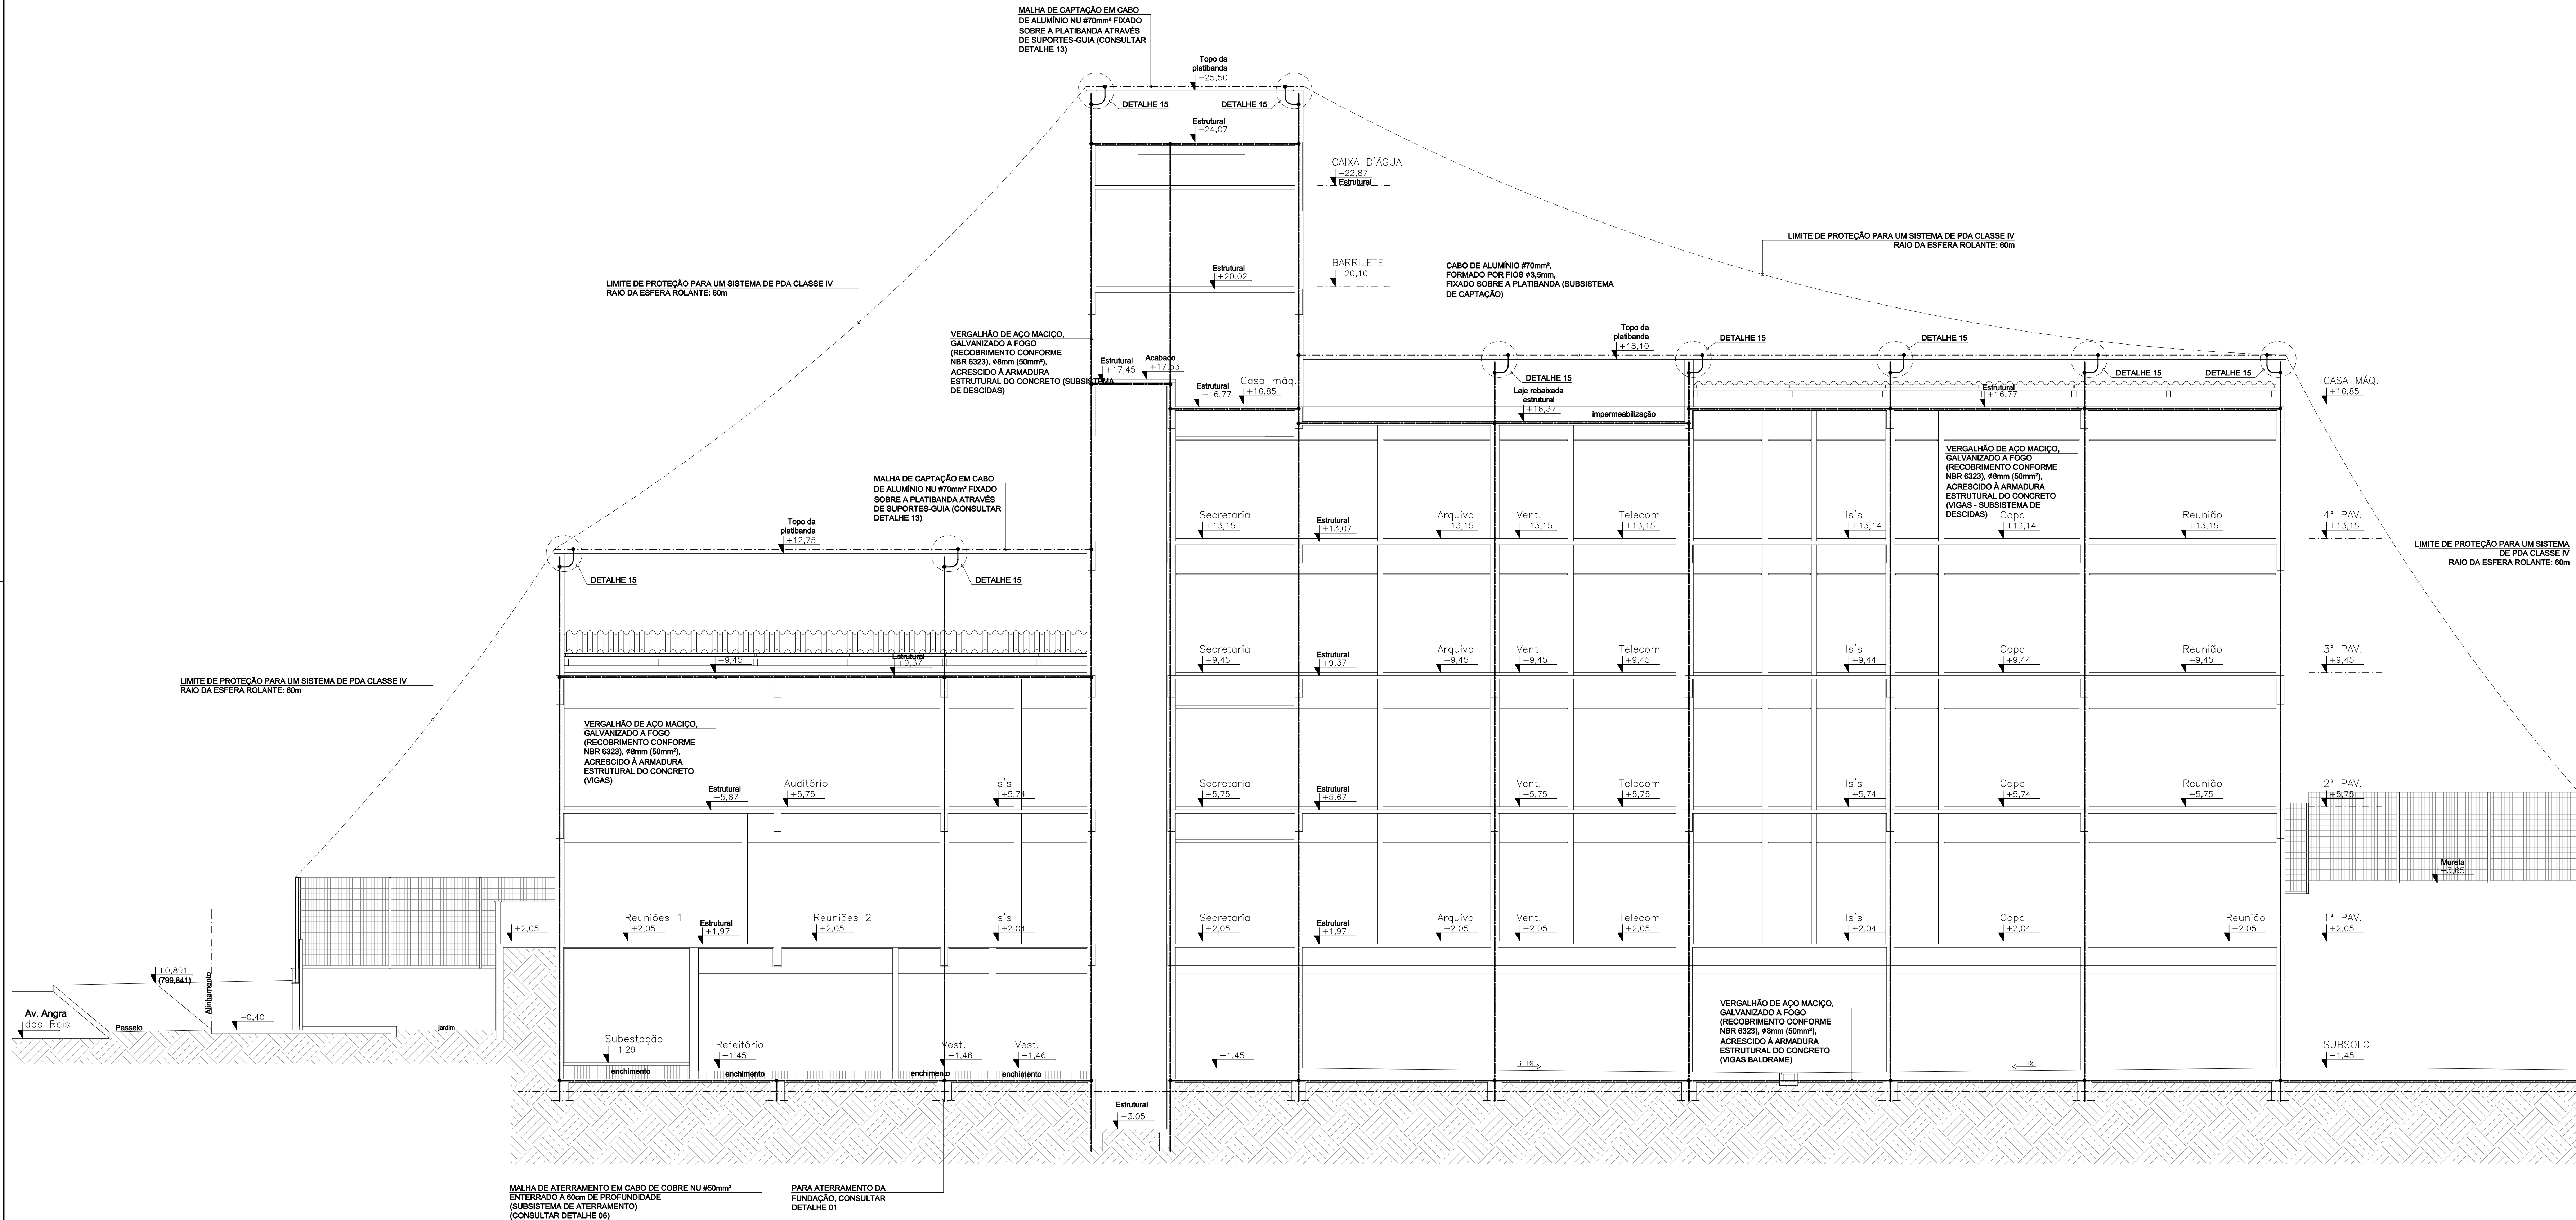 MALHA DE CAPTAÇÃO EM CABO
DE ALUMÍNIO NU #70mm² FIXADO
SOBRE A PLATIBANDA ATRAVÉS
DE SUPORTES-GUIA (CONSULTAR
DETALHE 13)
Topo da
platibanda
+25,50
DETALHE 15
DETALHE 15
Estrutural
+24,07
CAIXA D'ÁGUA
+22,87
Estrutural
LIMITE DE PROTEÇÃO PARA UM SISTEMA DE PDA CLASSE IV
RAIO DA ESFERA ROLANTE: 60m
BARRILETE
+20,10
Estrutural
+20,02
CABO DE ALUMÍNIO #70mm²,
FORMADO POR FIOS ø3,5mm,
FIXADO SOBRE A PLATIBANDA (SUBSISTEMA
DE CAPTAÇÃO)
LIMITE DE PROTEÇÃO PARA UM SISTEMA DE PDA CLASSE IV
RAIO DA ESFERA ROLANTE: 60m
VERGALHÃO DE AÇO MACIÇO,
GALVANIZADO A FOGO
(RECOBRIMENTO CONFORME
NBR 6323), ø8mm (50mm²),
ACRESCIDO À ARMADURA
ESTRUTURAL DO CONCRETO (SUBSISTEMA
DE DESCIDAS)
Topo da
platibanda
+18,10
DETALHE 15
DETALHE 15
DETALHE 15
DETALHE 15
DETALHE 15
Estrutural
+17,45
Acabado
+17,53
Estrutural
+16,77
Casa máq.
+16,85
Laje rebaixada
estrutural
+16,37
impermeabilização
Estrutural
+16,77
CASA MÁQ.
+16,85
VERGALHÃO DE AÇO MACIÇO,
GALVANIZADO A FOGO
(RECOBRIMENTO CONFORME
NBR 6323), ø8mm (50mm²),
ACRESCIDO À ARMADURA
ESTRUTURAL DO CONCRETO
(VIGAS - SUBSISTEMA DE
DESCIDAS)
MALHA DE CAPTAÇÃO EM CABO
DE ALUMÍNIO NU #70mm² FIXADO
SOBRE A PLATIBANDA ATRAVÉS
DE SUPORTES-GUIA (CONSULTAR
DETALHE 13)
Topo da
platibanda
+12,75
DETALHE 15
DETALHE 15
Secretaria
+13,15
Estrutural
+13,07
Arquivo
+13,15
Vent.
+13,15
Telecom
+13,15
Is's
+13,14
Copa
+13,14
Reunião
+13,15
4° PAV.
+13,15
LIMITE DE PROTEÇÃO PARA UM SISTEMA
DE PDA CLASSE IV
RAIO DA ESFERA ROLANTE: 60m
+9,45
Estrutural
+9,37
Secretaria
+9,45
Estrutural
+9,37
Arquivo
+9,45
Vent.
+9,45
Telecom
+9,45
Is's
+9,44
Copa
+9,44
Reunião
+9,45
3° PAV.
+9,45
LIMITE DE PROTEÇÃO PARA UM SISTEMA DE PDA CLASSE IV
RAIO DA ESFERA ROLANTE: 60m
VERGALHÃO DE AÇO MACIÇO,
GALVANIZADO A FOGO
(RECOBRIMENTO CONFORME
NBR 6323), ø8mm (50mm²),
ACRESCIDO À ARMADURA
ESTRUTURAL DO CONCRETO
(VIGAS)
Estrutural
+5,67
Auditório
+5,75
Is's
+5,74
Secretaria
+5,75
Estrutural
+5,67
Vent.
+5,75
Telecom
+5,75
Is's
+5,74
Copa
+5,74
Reunião
+5,75
2° PAV.
+5,75
Mureta
+3,65
+2,05
Reuniões 1
+2,05
Estrutural
+1,97
Reuniões 2
+2,05
Is's
+2,04
Secretaria
+2,05
Estrutural
+1,97
Arquivo
+2,05
Vent.
+2,05
Telecom
+2,05
Is's
+2,04
Copa
+2,04
Reunião
+2,05
1° PAV.
+2,05
+0,891
(799,841)
Alinhamento
Av. Angra
dos Reis
Passeio
-0,40
jardim
Subestação
-1,29
enchimento
Refeitório
-1,45
enchimento
Vest.
-1,46
enchimento
Vest.
-1,46
enchimento
-1,45
i=1%
VERGALHÃO DE AÇO MACIÇO,
GALVANIZADO A FOGO
(RECOBRIMENTO CONFORME
NBR 6323), ø8mm (50mm²),
ACRESCIDO À ARMADURA
ESTRUTURAL DO CONCRETO
(VIGAS BALDRAME)
i=1%
SUBSOLO
-1,45
Estrutural
-3,05
MALHA DE ATERRAMENTO EM CABO DE COBRE NU #50mm²
ENTERRADO A 60cm DE PROFUNDIDADE
(SUBSISTEMA DE ATERRAMENTO)
(CONSULTAR DETALHE 06)
PARA ATERRAMENTO DA
FUNDAÇÃO, CONSULTAR
DETALHE 01